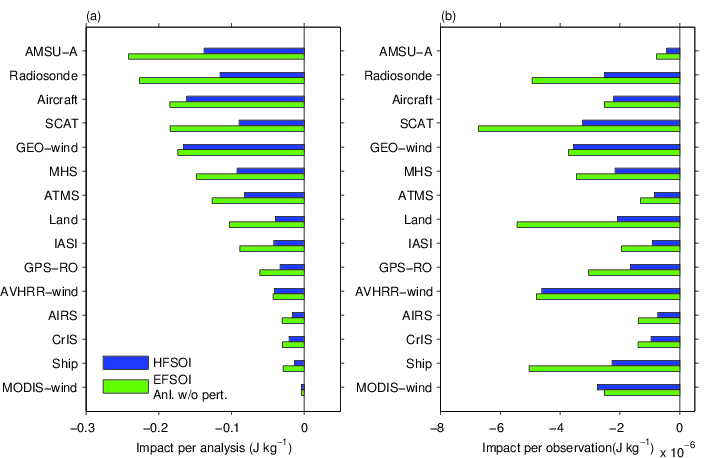 (a)
AMSU−A
Radiosonde
Aircraft
SCAT
GEO−wind
MHS
ATMS
Land
IASI
GPS−RO
AVHRR−wind
AIRS
CrIS
Ship
MODIS−wind
HFSOI
EFSOI
Anl. w/o pert.
−0.3 −0.2 −0.1 0
Impact per analysis (J kg−1)
(b)
AMSU−A
Radiosonde
Aircraft
SCAT
GEO−wind
MHS
ATMS
Land
IASI
GPS−RO
AVHRR−wind
AIRS
CrIS
Ship
MODIS−wind
−8 −6 −4 −2 0
Impact per observation(J kg−1) x 10−6